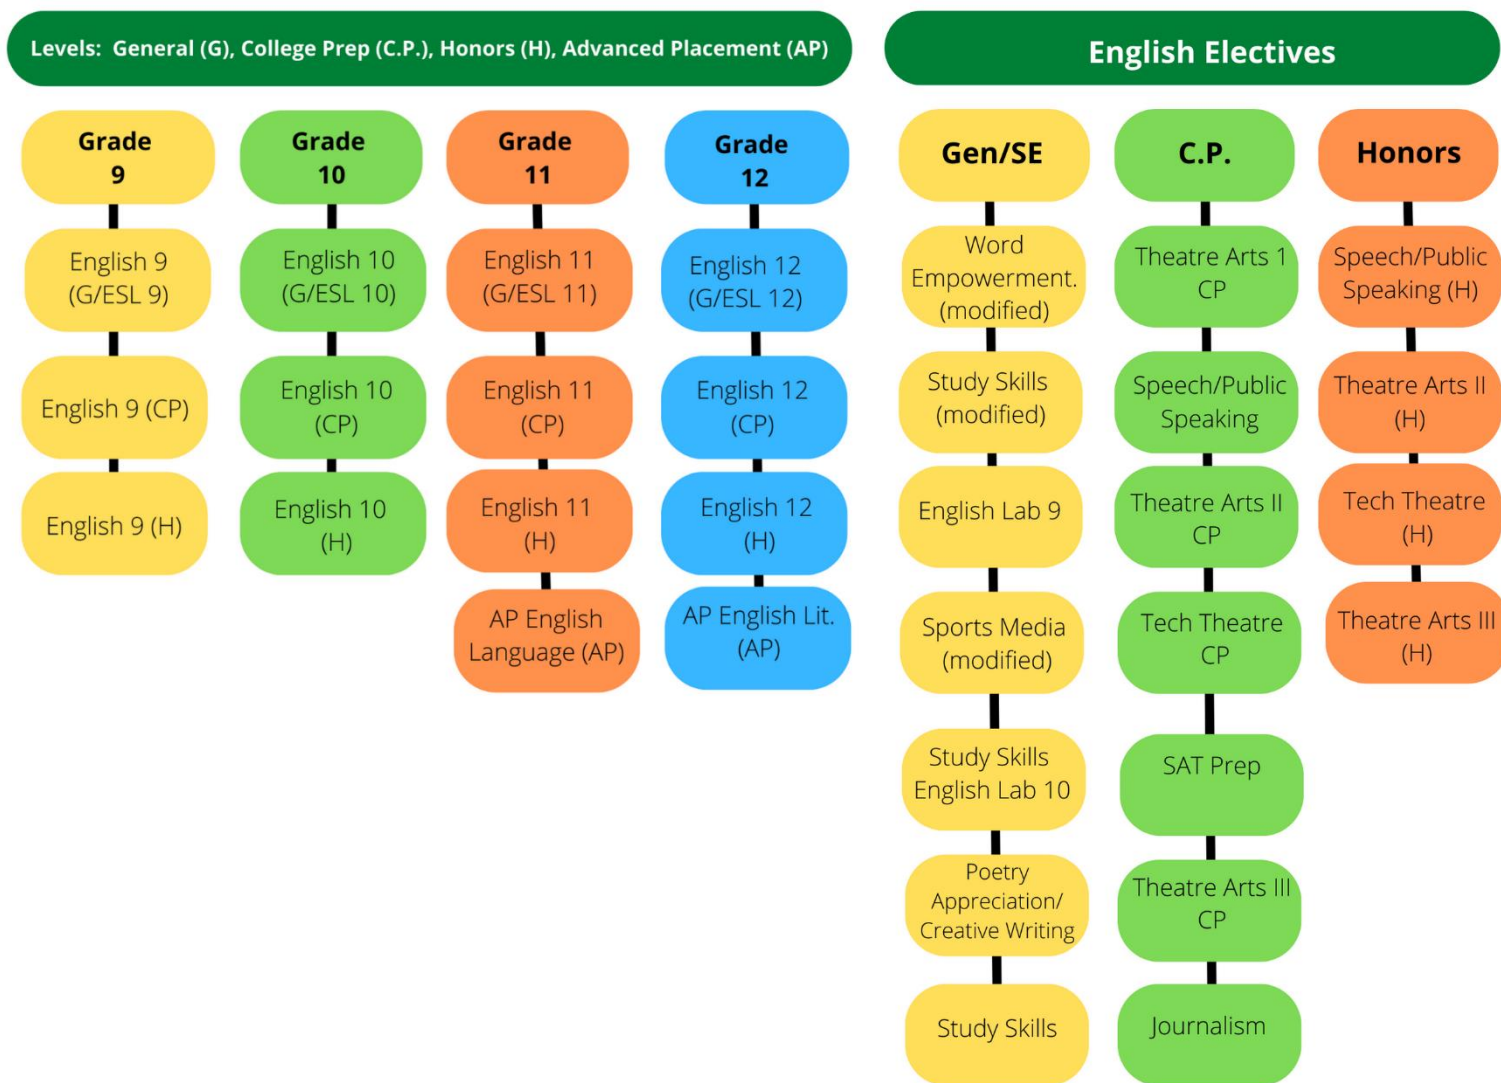 Levels: General (G), College Prep (C.P.), Honors (H), Advanced Placement (AP)
Grade
9
English 9
(G/ESL 9)
English 9 (CP)
English 9 (H)
Grade
10
English 10
(G/ESL 10)
English 10
(CP)
English 10
(H)
Grade
11
English 11
(G/ESL 11)
English 11
(CP)
English 11
(H)
AP English
Language (AP)
Grade
12
English 12
(G/ESL 12)
English 12
(CP)
English 12
(H)
AP English Lit.
(AP)
English Electives
Gen/SE
Word
Empowerment.
(modified)
Study Skills
(modified)
English Lab 9
Sports Media
(modified)
Study Skills
English Lab 10
Poetry
Appreciation/
Creative Writing
Study Skills
C.P.
Theatre Arts 1
CP
Speech/Public
Speaking
Theatre Arts II
CP
Tech Theatre
CP
SAT Prep
Theatre Arts III
CP
Journalism
Honors
Speech/Public
Speaking (H)
Theatre Arts II
(H)
Tech Theatre
(H)
Theatre Arts III
(H)